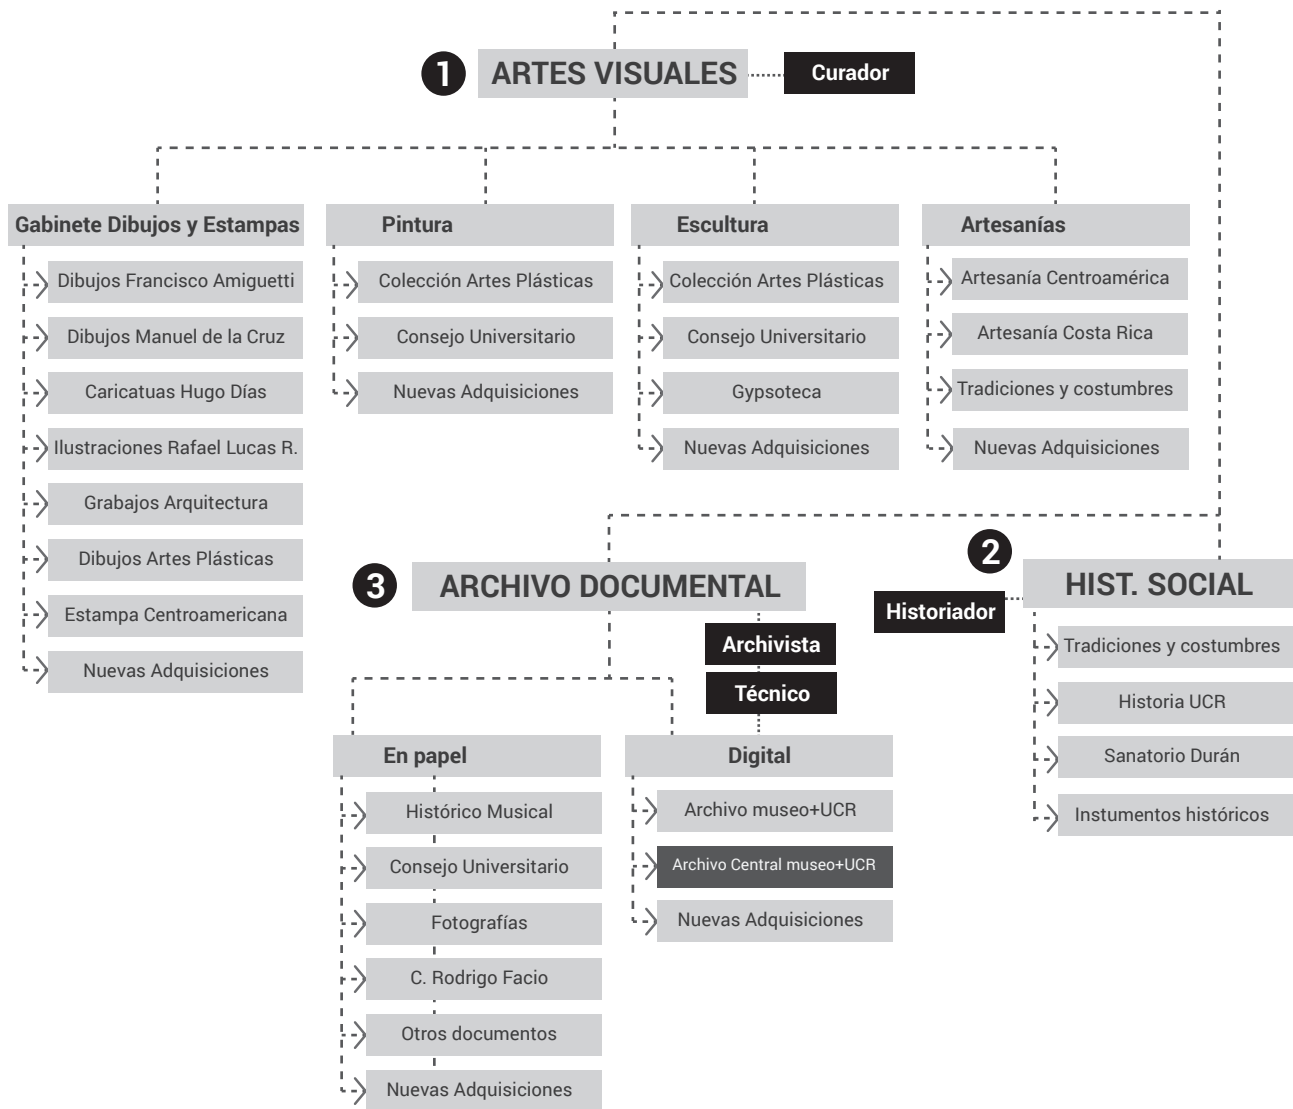 1
ARTES VISUALES
Curador
Gabinete Dibujos y Estampas
Dibujos Francisco Amiguetti
Dibujos Manuel de la Cruz
Caricatuas Hugo Días
Ilustraciones Rafael Lucas R.
Grabajos Arquitectura
Dibujos Artes Plásticas
Estampa Centroamericana
Nuevas Adquisiciones
Pintura
Colección Artes Plásticas
Consejo Universitario
Nuevas Adquisiciones
Escultura
Colección Artes Plásticas
Consejo Universitario
Gypsoteca
Nuevas Adquisiciones
Artesanías
Artesanía Centroamérica
Artesanía Costa Rica
Tradiciones y costumbres
Nuevas Adquisiciones
2
HIST. SOCIAL
Historiador
Tradiciones y costumbres
Historia UCR
Sanatorio Durán
Instumentos históricos
3
ARCHIVO DOCUMENTAL
Archivista
Técnico
En papel
Histórico Musical
Consejo Universitario
Fotografías
C. Rodrigo Facio
Otros documentos
Nuevas Adquisiciones
Digital
Archivo museo+UCR
Archivo Central museo+UCR
Nuevas Adquisiciones